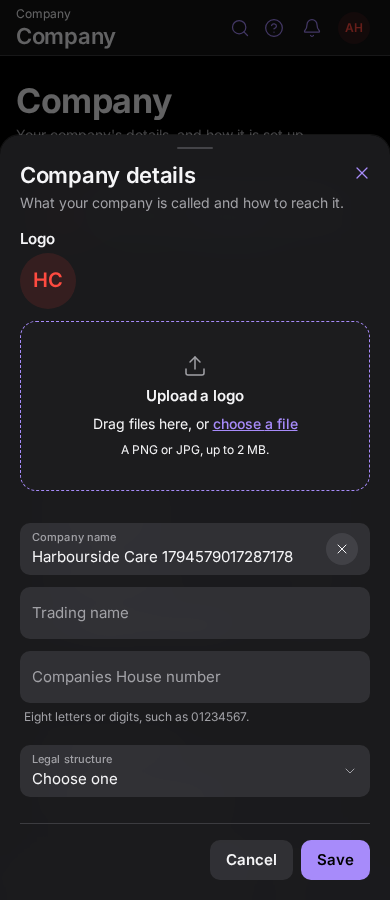 Company
Company
AH
Company
Your company's details, and how it is set up.
Company details
What your company is called and how to reach it.
Logo
HC
Upload a logo
Drag files here, or choose a file
A PNG or JPG, up to 2 MB.
Company name
Harbourside Care 1794579017287178
Trading name
Companies House number
Eight letters or digits, such as 01234567.
Legal structure
Choose one
Cancel
Save